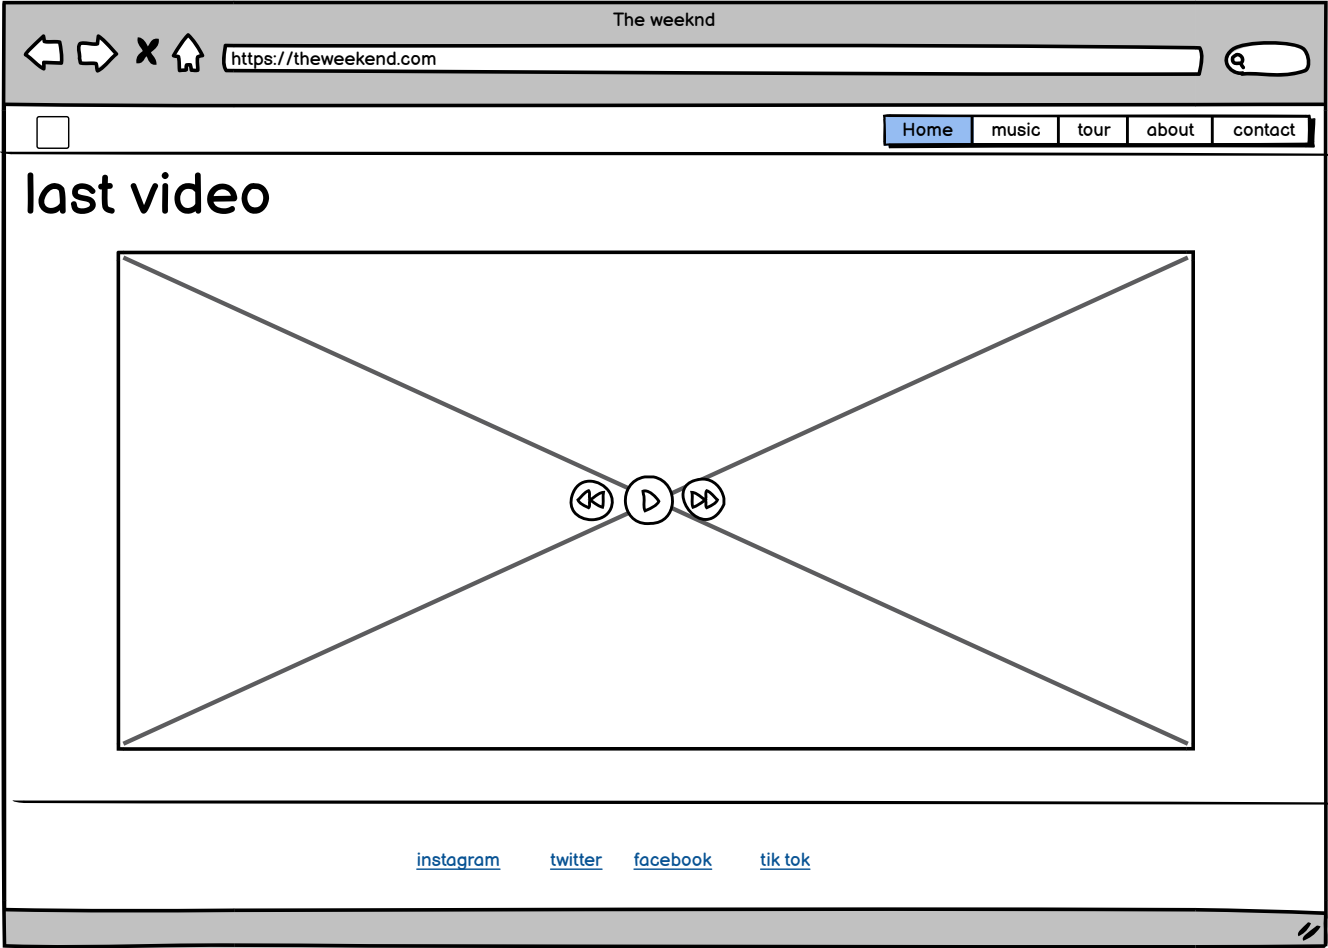 The weeknd
https://theweekend.com
Home music tour about contact
last video
instagram twitter facebook tik tok